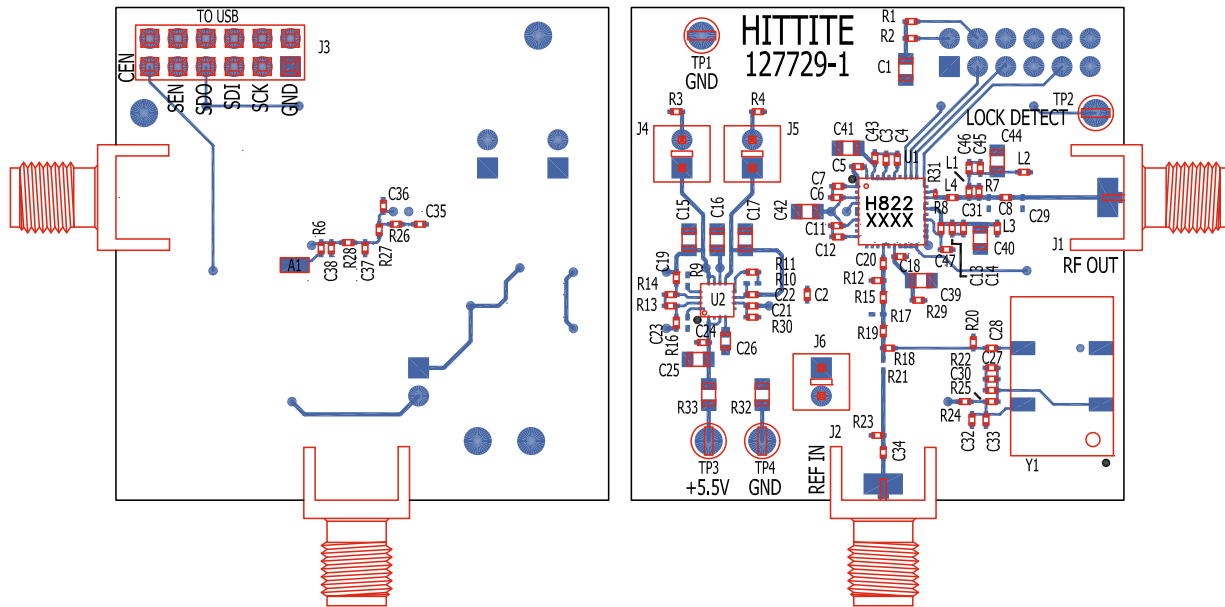 TO USB
J3
CEN
SEN
SDO
SDI
SCK
GND
C36
C35
R6
C38
R28
C37
R27
R26
A1
HITTITE
127729-1
TP1
GND
R1
R2
C1
TP2
LOCK DETECT
R3
R4
J4
J5
C41
C43
C3
C4
U1
C5
C7
C6
C42
C11
C12
H822
XXXX
R31
C46
C45
C44
L1
L2
L4
R7
R8
C31
C8
C29
L3
C40
C47
C13
C14
J1
RF OUT
C15
C16
C17
C19
R9
R11
R10
R14
R13
U2
C22
C21
R30
C2
C23
R16
C24
C25
C26
C20
C18
R12
R15
C39
R29
R17
R19
R18
R21
R20
C28
R22
C27
C30
R25
R24
C32
C33
Y1
J6
R33
R32
R23
C34
J2
REF IN
TP3
+5.5V
TP4
GND